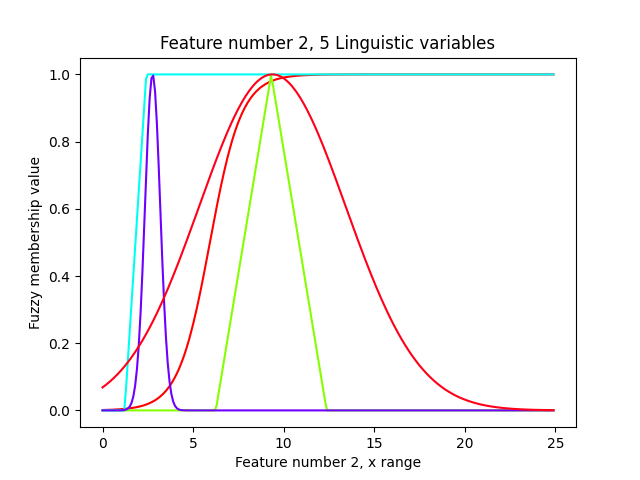 Feature number 2, 5 Linguistic variables
1.0
0.8
0.6
0.4
0.2
0.0
Fuzzy membership value
0 5 10 15 20 25
Feature number 2, x range